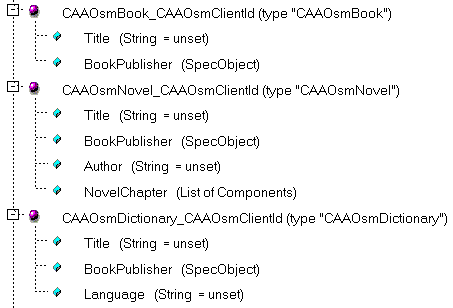 CAAOsmBook_CAAOsmClientId (type "CAAOsmBook")
Title (String = unset)
BookPublisher (SpecObject)
CAAOsmNovel_CAAOsmClientId (type "CAAOsmNovel")
Title (String = unset)
BookPublisher (SpecObject)
Author (String = unset)
NovelChapter (List of Components)
CAAOsmDictionary_CAAOsmClientId (type "CAAOsmDictionary")
Title (String = unset)
BookPublisher (SpecObject)
Language (String = unset)